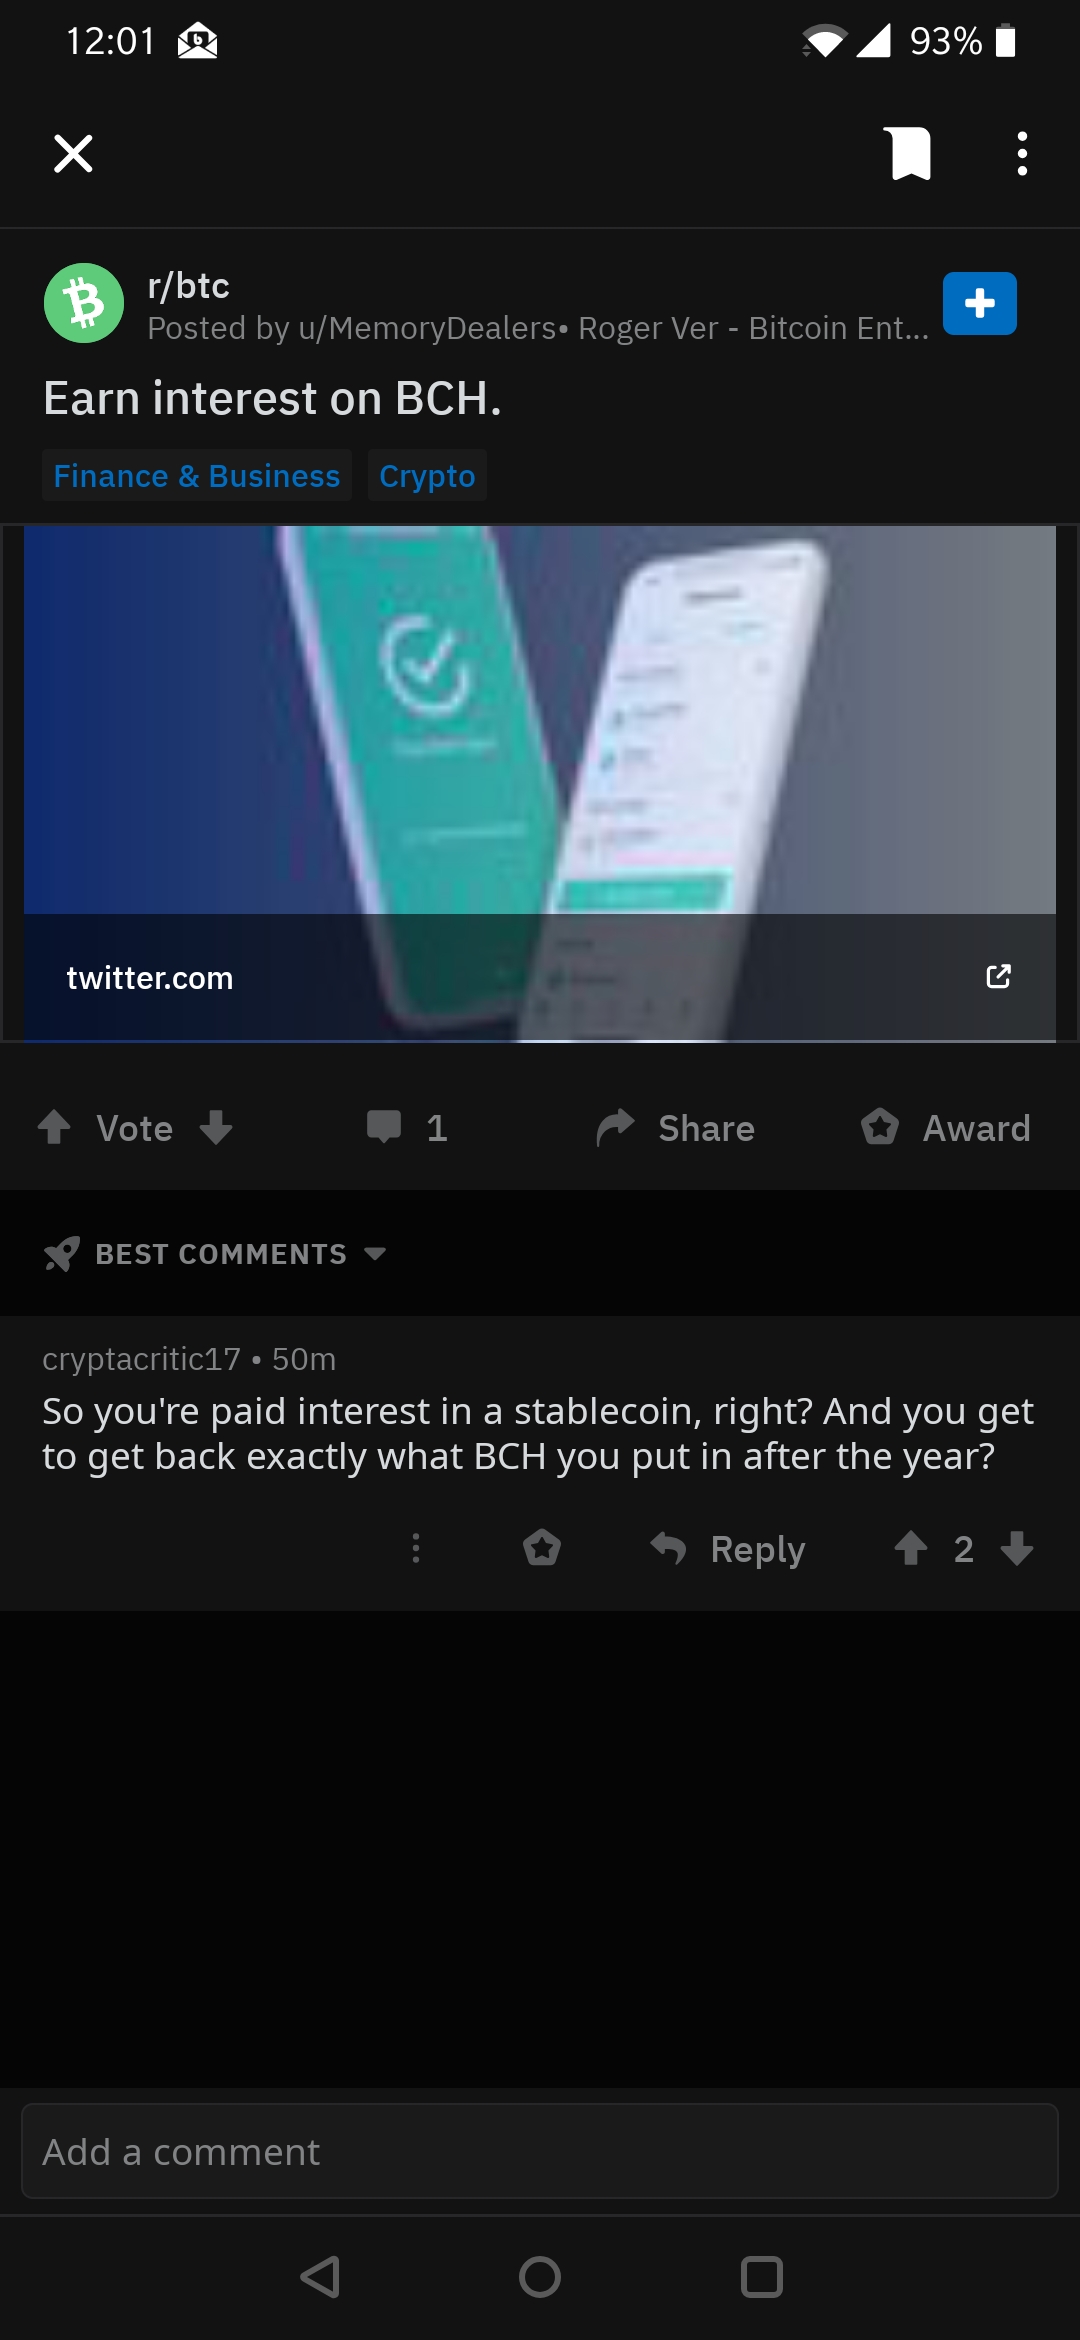 12:01
93%
r/btc
Posted by u/MemoryDealers• Roger Ver - Bitcoin Ent...
Earn interest on BCH.
Finance & Business Crypto
twitter.com
Vote 1 Share Award
BEST COMMENTS
cryptacritic17 • 50m
So you're paid interest in a stablecoin, right? And you get
to get back exactly what BCH you put in after the year?
Reply 2
Add a comment